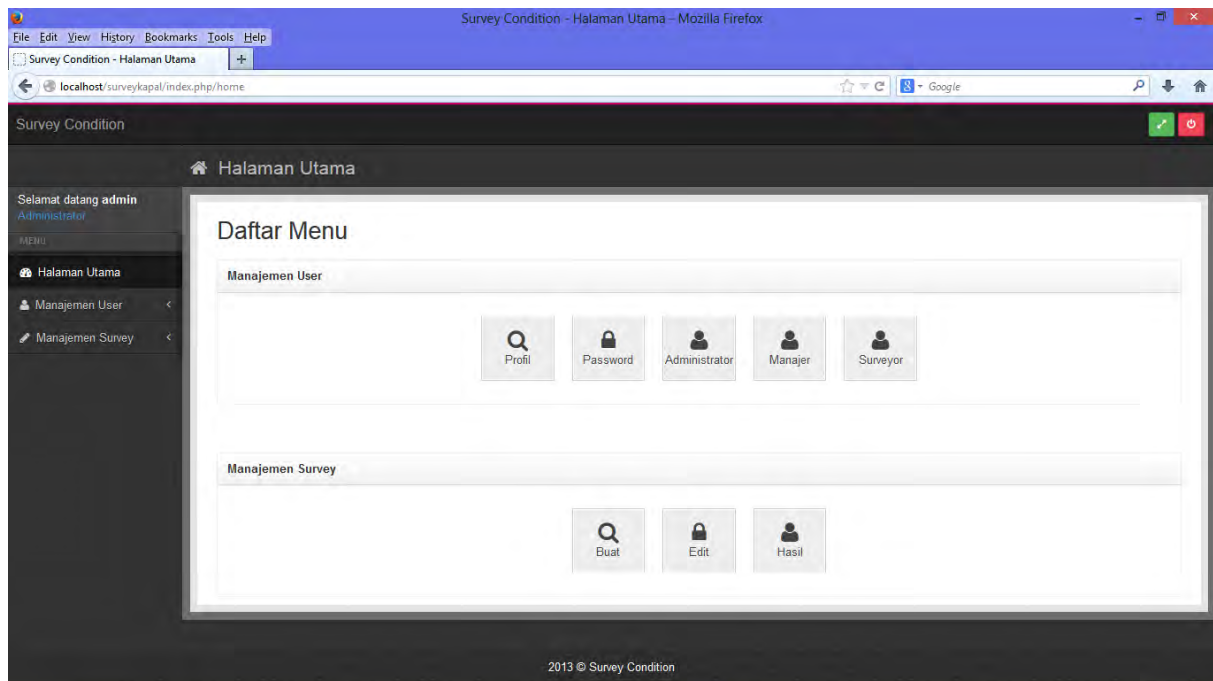 Survey Condition - Halaman Utama - Mozilla Firefox
File Edit View History Bookmarks Tools Help
Survey Condition - Halaman Utama
localhost/surveykapal/index.php/home
Google
Survey Condition
Halaman Utama
Selamat datang admin
Administrator
MENU
Halaman Utama
Manajemen User
Manajemen Survey
Daftar Menu
Manajemen User
Profil Password Administrator Manajer Surveyor
Manajemen Survey
Buat Edit Hasil
2013 © Survey Condition